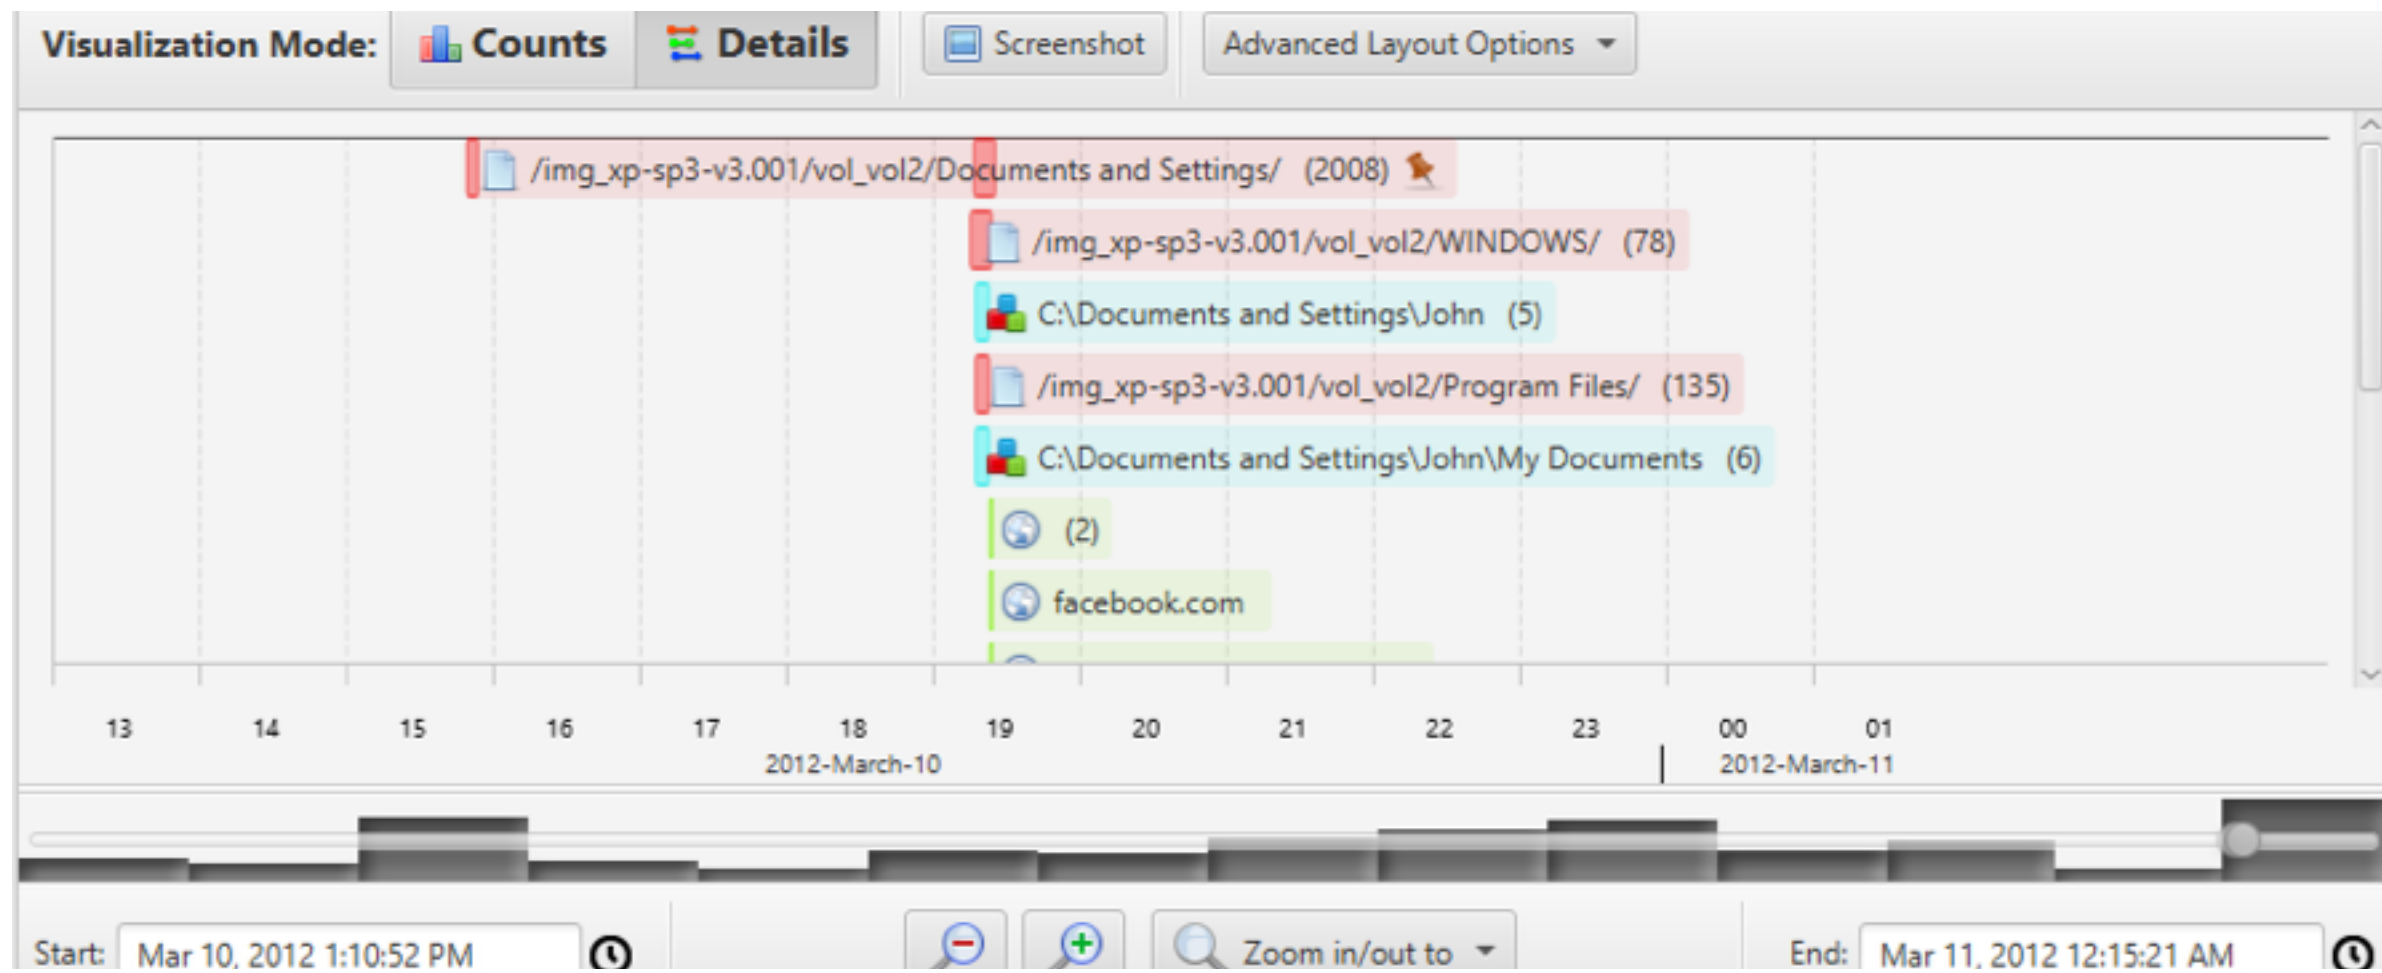 Visualization Mode: Counts Details Screenshot Advanced Layout Options
/img_xp-sp3-v3.001/vol_vol2/Documents and Settings/ (2008)
/img_xp-sp3-v3.001/vol_vol2/WINDOWS/ (78)
C:\Documents and Settings\John (5)
/img_xp-sp3-v3.001/vol_vol2/Program Files/ (135)
C:\Documents and Settings\John\My Documents (6)
(2)
facebook.com
13 14 15 16 17 18 19 20 21 22 23 00 01
2012-March-10 2012-March-11
Start: Mar 10, 2012 1:10:52 PM Zoom in/out to End: Mar 11, 2012 12:15:21 AM